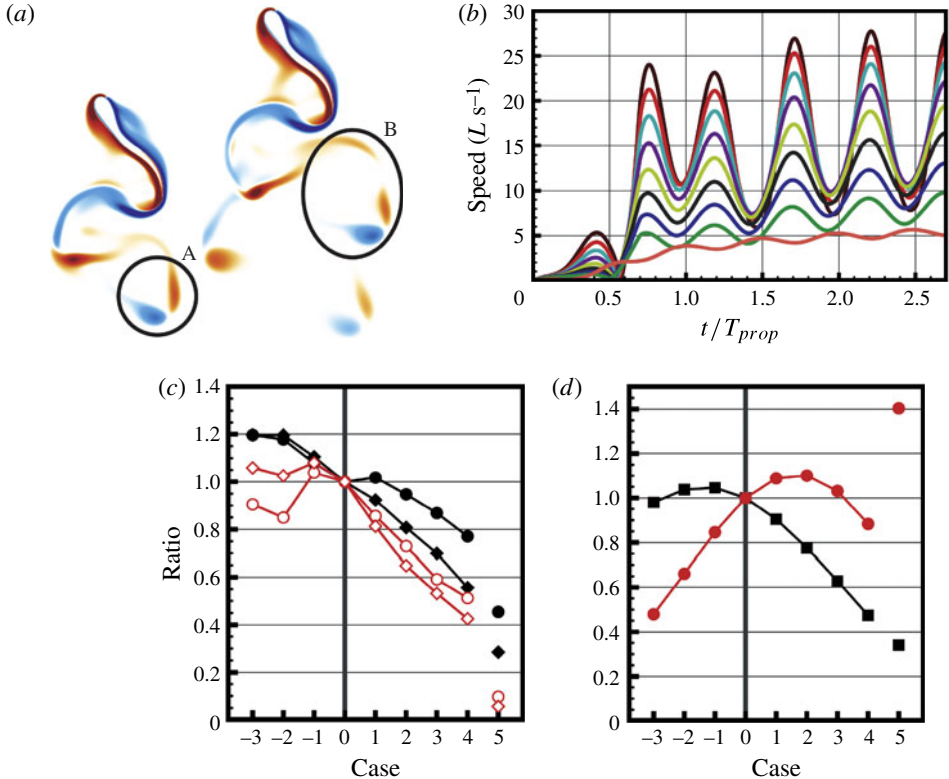 (a)
A
B
(b)
Speed (L s⁻¹)
30
25
20
15
10
5
0
0.5
1.0
1.5
2.0
2.5
t/T_prop
(c)
Ratio
1.4
1.2
1.0
0.8
0.6
0.4
0.2
0
–3 –2 –1 0 1 2 3 4 5
Case
(d)
1.4
1.2
1.0
0.8
0.6
0.4
0.2
0
–3 –2 –1 0 1 2 3 4 5
Case